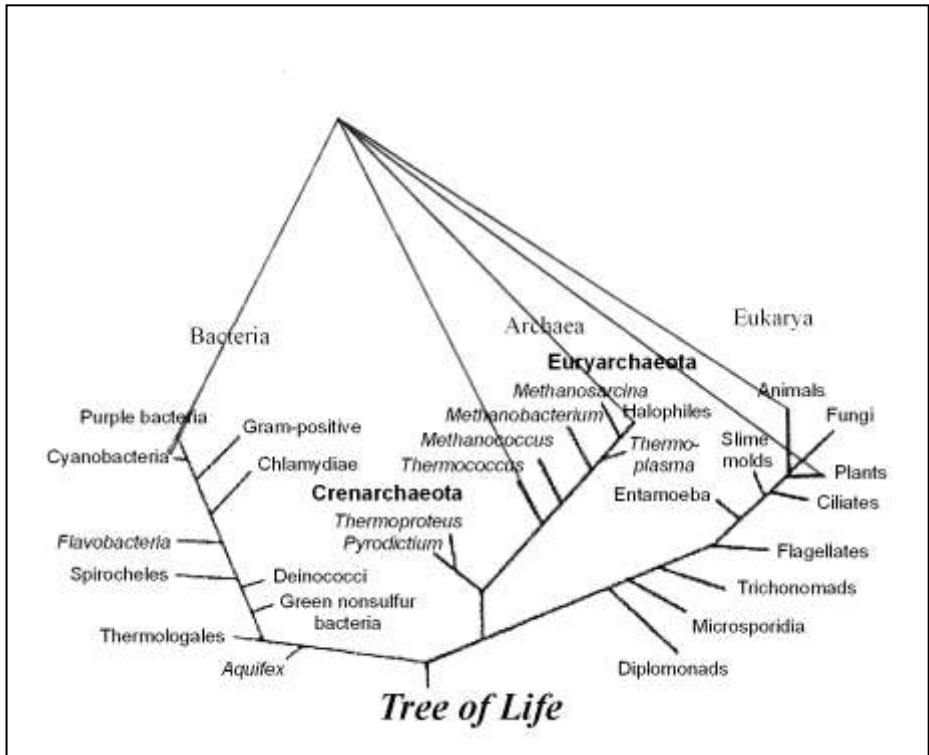 Bacteria
Archaea
Eukarya
Euryarchaeota
Methanosarcina
Animals
Purple bacteria
Methanobacterium
Halophiles
Fungi
Gram-positive
Methanococcus
Thermo-
plasma
Slime
molds
Cyanobacteria
Chlamydiae
Thermococcus
Plants
Crenarchaeota
Entamoeba
Ciliates
Thermoproteus
Pyrodictium
Flavobacteria
Flagellates
Spirocheles
Deinococci
Trichonomads
Green nonsulfur
bacteria
Microsporidia
Thermologales
Aquifex
Diplomonads
Tree of Life